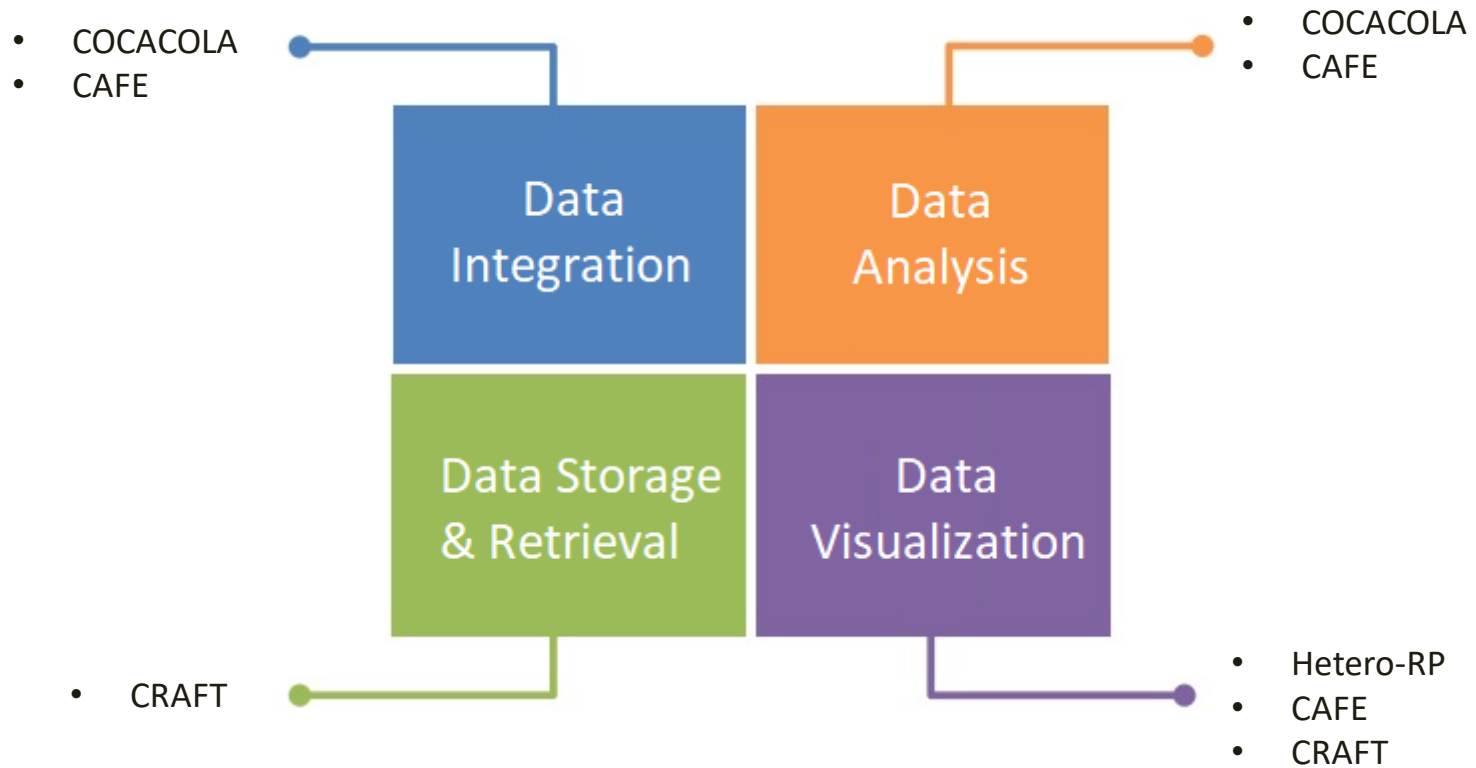 • COCACOLA
• CAFE
• COCACOLA
• CAFE
Data
Integration
Data
Analysis
Data Storage
& Retrieval
Data
Visualization
• CRAFT
• Hetero-RP
• CAFE
• CRAFT